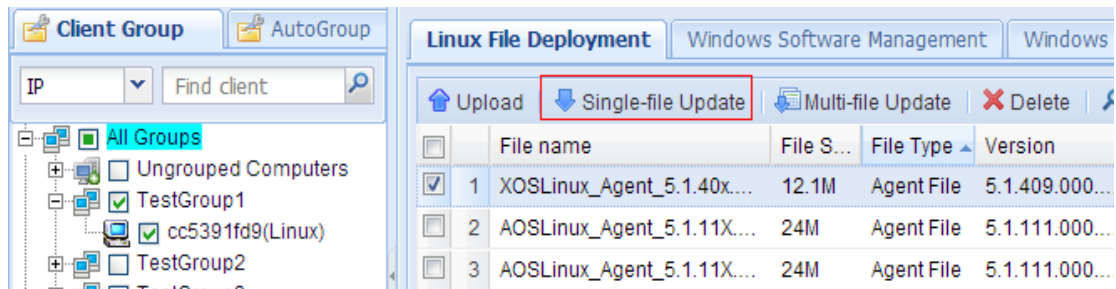 Client Group AutoGroup
IP Find client
All Groups
Ungrouped Computers
TestGroup1
cc5391fd9(Linux)
TestGroup2
Linux File Deployment Windows Software Management Windows
Upload Single-file Update Multi-file Update Delete
File name File S... File Type Version
1 XOSLinux_Agent_5.1.40x.... 12.1M Agent File 5.1.409.000....
2 AOSLinux_Agent_5.1.11X.... 24M Agent File 5.1.111.000....
3 AOSLinux_Agent_5.1.11X.... 24M Agent File 5.1.111.000....